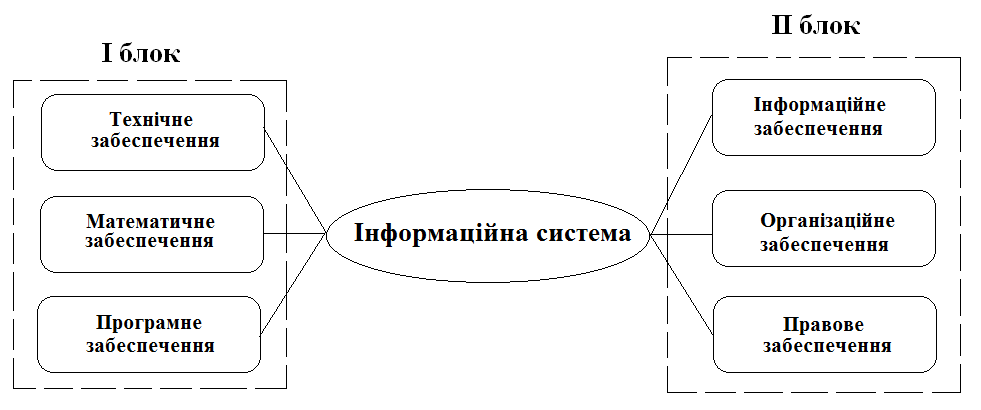 І блок
Технічне
забеспечення
Математичне
забеспечення
Програмне
забеспечення
Інформаційна система
ІІ блок
Інформаційне
забеспечення
Організаційне
забеспечення
Правове
забеспечення